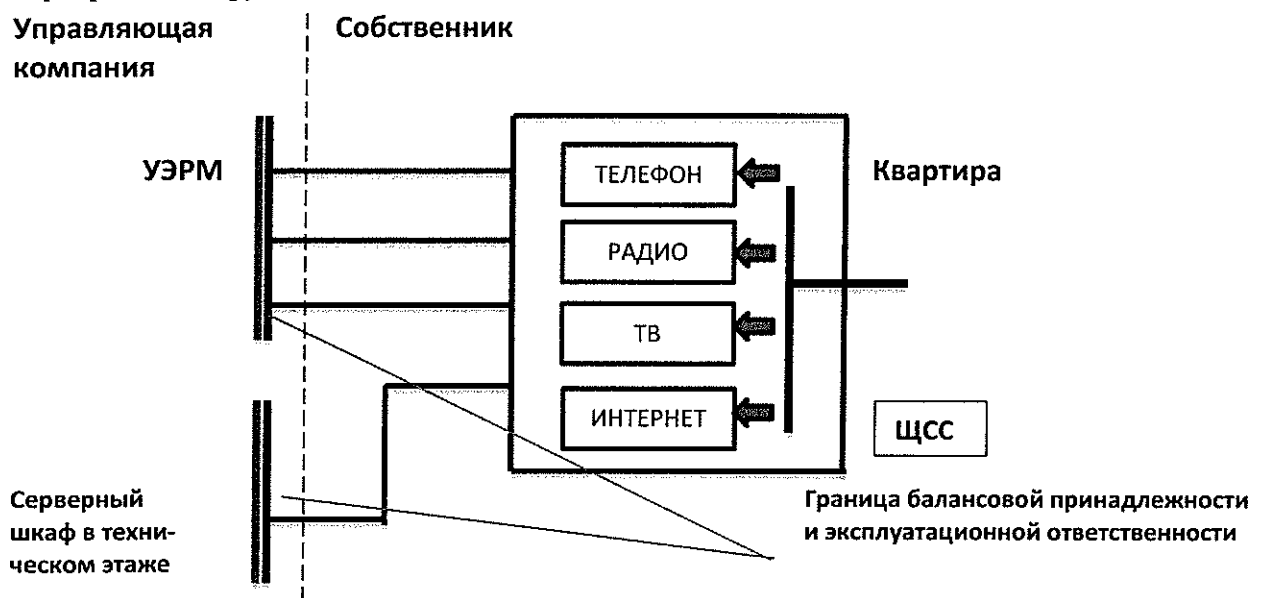 Управляющая
компания
Собственник
УЭРМ
ТЕЛЕФОН
РАДИО
ТВ
ИНТЕРНЕТ
Квартира
ЩСС
Серверный
шкаф в техни-
ческом этаже
Граница балансовой принадлежности
и эксплуатационной ответственности